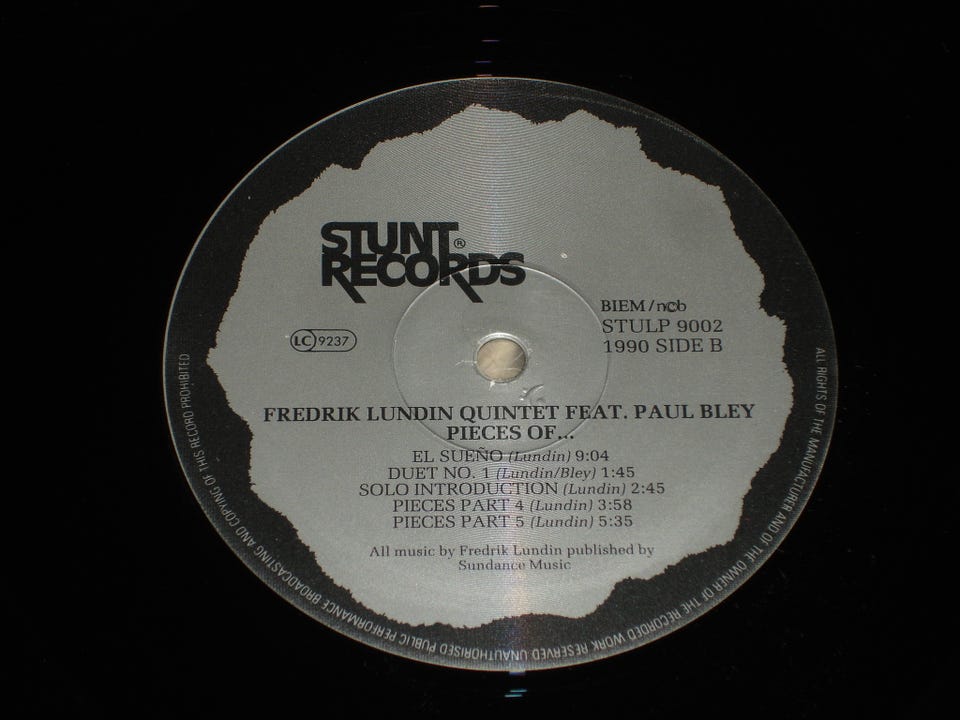 STUNT®
RECORDS
BIEM/ncb
STULP 9002
1990 SIDE B
LC 9237
FREDRIK LUNDIN QUINTET FEAT. PAUL BLEY
PIECES OF...
EL SUEÑO (Lundin) 9:04
DUET NO. 1 (Lundin/Bley) 1:45
SOLO INTRODUCTION (Lundin) 2:45
PIECES PART 4 (Lundin) 3:58
PIECES PART 5 (Lundin) 5:35
All music by Fredrik Lundin published by
Sundance Music
ALL RIGHTS OF THE MANUFACTURER AND OF THE OWNER OF THE RECORDED WORK RESERVED UNAUTHORISED PUBLIC PERFORMANCE BROADCASTING AND COPYING OF THIS RECORD PROHIBITED